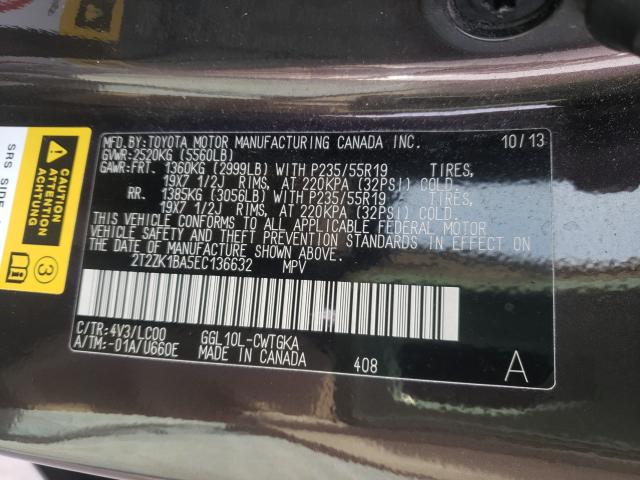 MFD.BY:TOYOTA MOTOR MANUFACTURING CANADA INC. 10/13
GVWR:2520KG (5560LB)
GAWR:FRT. 1360KG (2999LB) WITH P235/55R19 TIRES,
19X7 1/2J RIMS, AT 220KPA (32PSI) COLD.
RR. 1385KG (3056LB) WITH P235/55R19 TIRES,
19X7 1/2J RIMS, AT 220KPA (32PSI) COLD.
THIS VEHICLE CONFORMS TO ALL APPLICABLE FEDERAL MOTOR
VEHICLE SAFETY AND THEFT PREVENTION STANDARDS IN EFFECT ON
THE DATE OF MANUFACTURE SHOWN ABOVE.
2T2ZK1BA5EC136632 MPV
C/TR:4V3/LC00 GGL10L-CWTGKA
A/TM:-01A/U660E MADE IN CANADA 408 A
CAUTION
ATTENTION
ACHTUNG
3
SRS SIDE